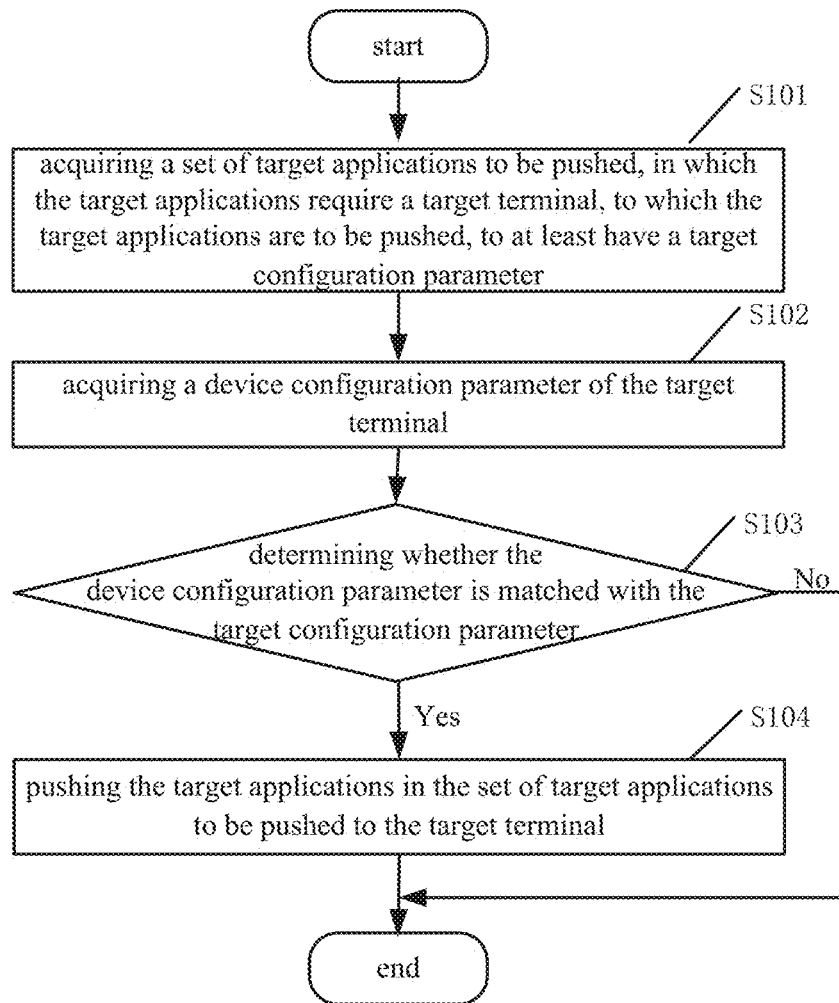 start
S101
acquiring a set of target applications to be pushed, in which
the target applications require a target terminal, to which the
target applications are to be pushed, to at least have a target
configuration parameter
S102
acquiring a device configuration parameter of the target
terminal
S103
determining whether the
device configuration parameter is matched with the
target configuration parameter
No
Yes
S104
pushing the target applications in the set of target applications
to be pushed to the target terminal
end